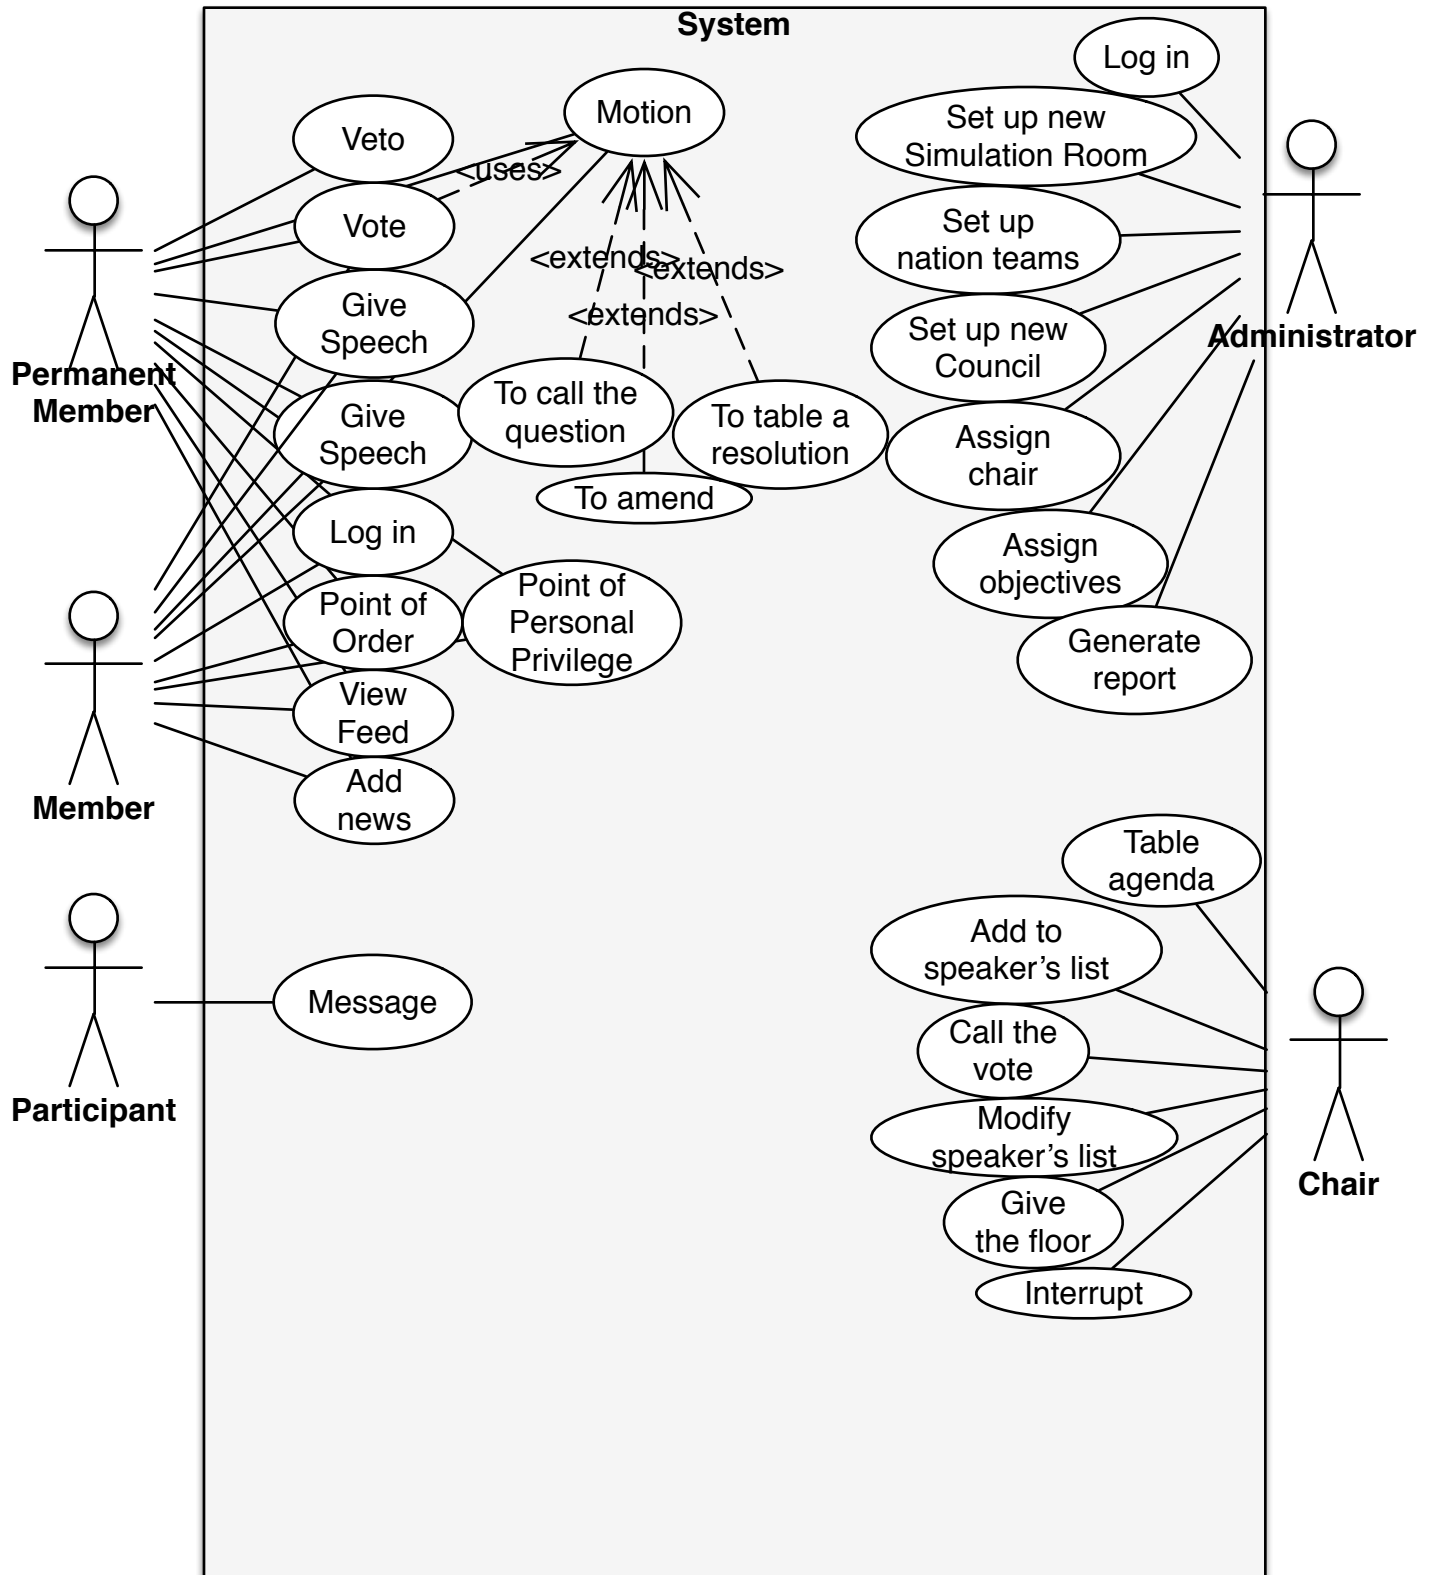 System
Log in
Motion
Set up new
Simulation Room
Veto
<uses>
Vote
Set up
nation teams
<extends>
<extends>
<extends>
Give
Speech
Set up new
Council
Administrator
Permanent
Member
To call the
question
To table a
resolution
Give
Speech
Assign
chair
To amend
Log in
Assign
objectives
Point of
Order
Point of
Personal
Privilege
Generate
report
View
Feed
Add
news
Member
Table
agenda
Add to
speaker’s list
Message
Call the
vote
Participant
Modify
speaker’s list
Chair
Give
the floor
Interrupt